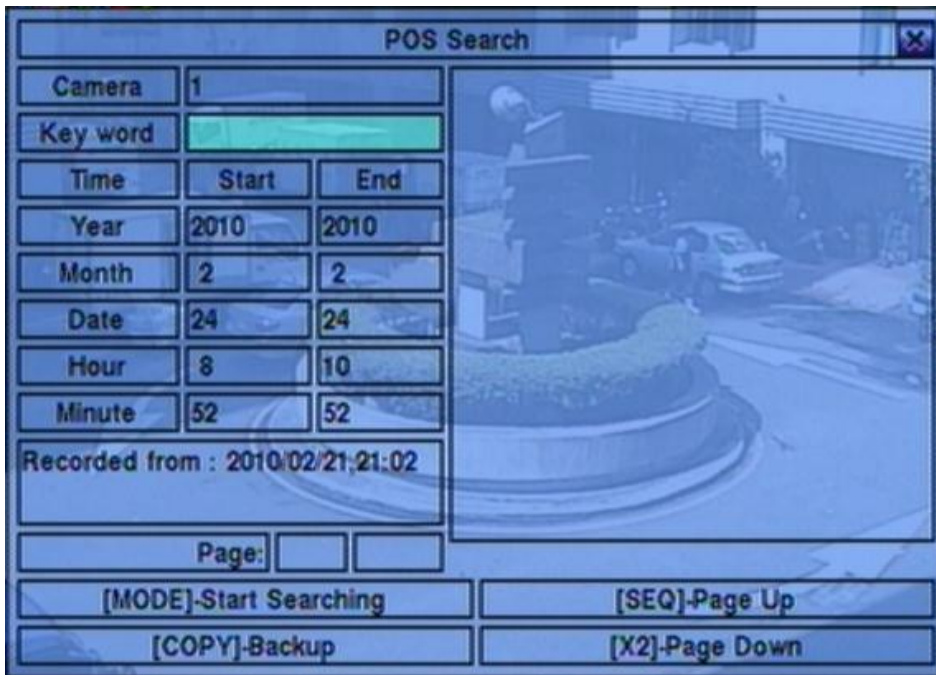 POS Search
Camera 1
Key word
Time Start End
Year 2010 2010
Month 2 2
Date 24 24
Hour 8 10
Minute 52 52
Recorded from : 2010/02/21,21:02
Page:
[MODE]-Start Searching [SEQ]-Page Up
[COPY]-Backup [X2]-Page Down